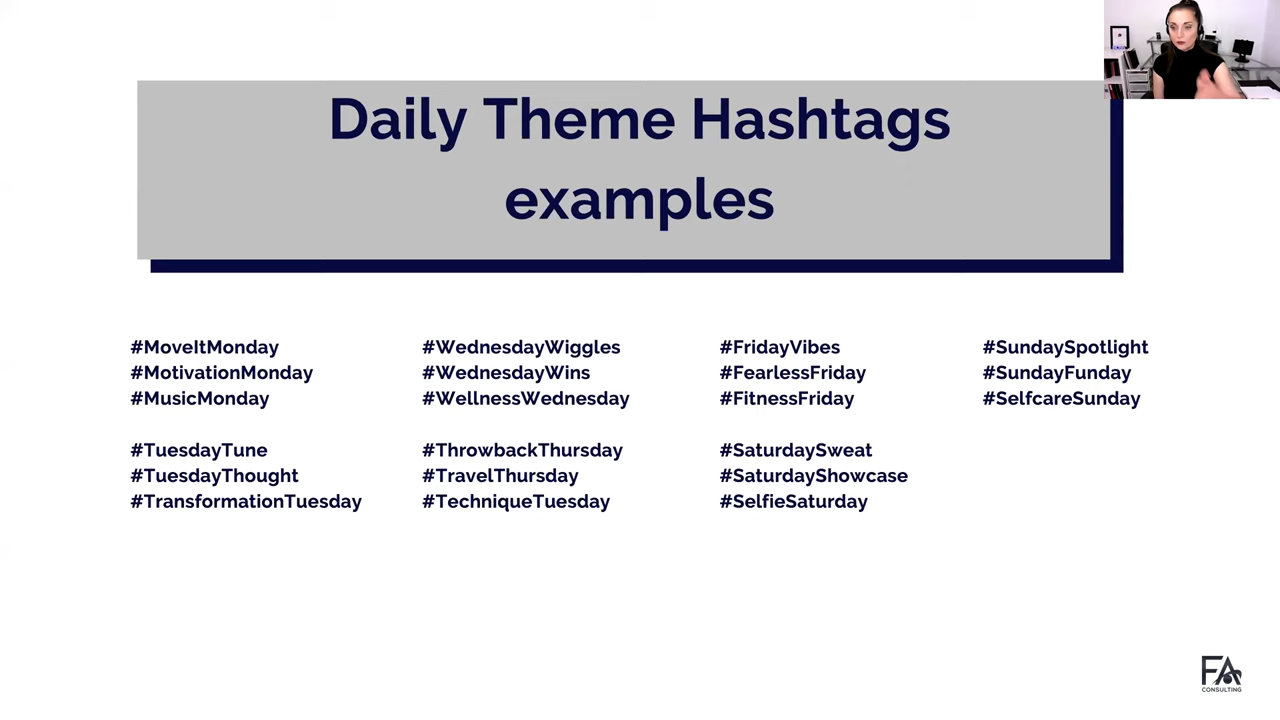 Daily Theme Hashtags
examples
#MoveItMonday
#MotivationMonday
#MusicMonday
#TuesdayTune
#TuesdayThought
#TransformationTuesday
#WednesdayWiggles
#WednesdayWins
#WellnessWednesday
#ThrowbackThursday
#TravelThursday
#TechniqueTuesday
#FridayVibes
#FearlessFriday
#FitnessFriday
#SaturdaySweat
#SaturdayShowcase
#SelfieSaturday
#SundaySpotlight
#SundayFunday
#SelfcareSunday
FA
CONSULTING